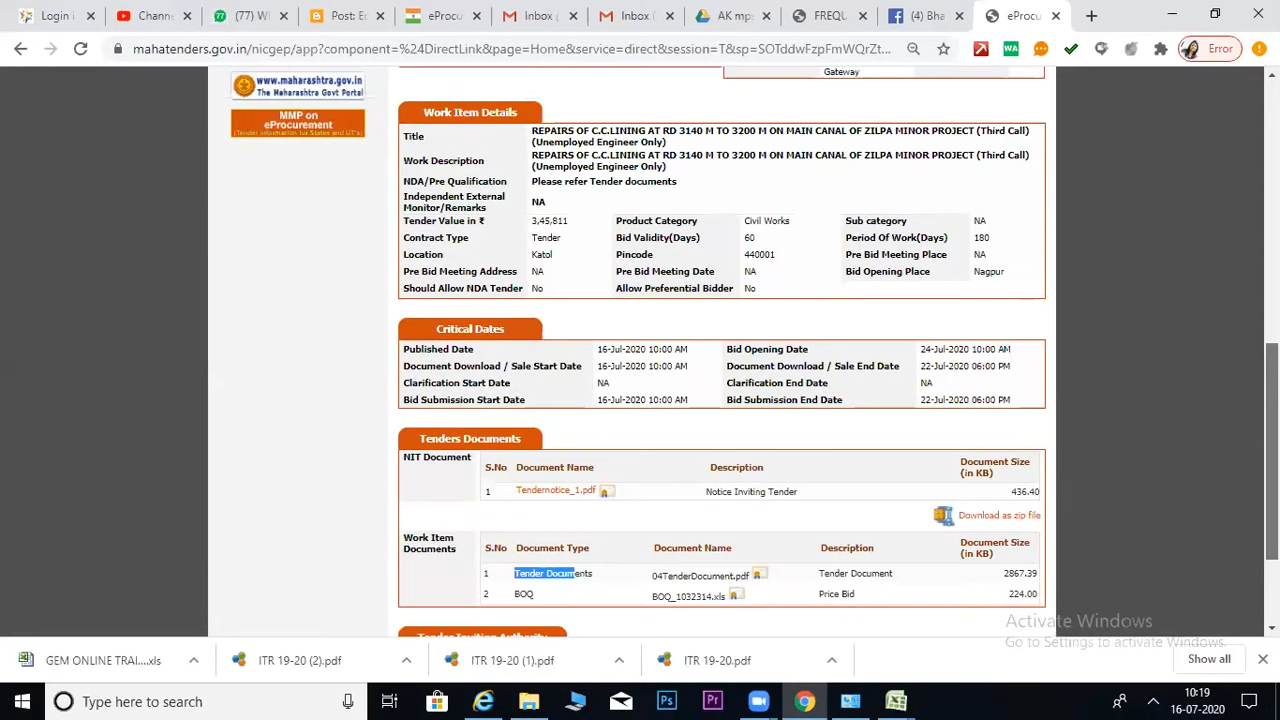 Login i
Channe
(77) Wh
Post: Ec
eProcu
Inbox (
Inbox
AK mp
FREQL
(4) Bha
eProcu
mahatenders.gov.in/nicgep/app?component=%24DirectLink&page=Home&service=direct&session=T&sp=SOTddwFzpFmWQrZt...
WA
Error
www.maharashtra.gov.in
The Maharashtra Govt Portal
MMP on
eProcurement
(Tender information for States and UT's)
Gateway
Work Item Details
Title REPAIRS OF C.C.LINING AT RD 3140 M TO 3200 M ON MAIN CANAL OF ZILPA MINOR PROJECT (Third Call)
(Unemployed Engineer Only)
Work Description REPAIRS OF C.C.LINING AT RD 3140 M TO 3200 M ON MAIN CANAL OF ZILPA MINOR PROJECT (Third Call)
(Unemployed Engineer Only)
NDA/Pre Qualification Please refer Tender documents
Independent External
Monitor/Remarks NA
Tender Value in ₹ 3,45,811 Product Category Civil Works Sub category NA
Contract Type Tender Bid Validity(Days) 60 Period Of Work(Days) 180
Location Katol Pincode 440001 Pre Bid Meeting Place NA
Pre Bid Meeting Address NA Pre Bid Meeting Date NA Bid Opening Place Nagpur
Should Allow NDA Tender No Allow Preferential Bidder No
Critical Dates
Published Date 16-Jul-2020 10:00 AM Bid Opening Date 24-Jul-2020 10:00 AM
Document Download / Sale Start Date 16-Jul-2020 10:00 AM Document Download / Sale End Date 22-Jul-2020 06:00 PM
Clarification Start Date NA Clarification End Date NA
Bid Submission Start Date 16-Jul-2020 10:00 AM Bid Submission End Date 22-Jul-2020 06:00 PM
Tenders Documents
NIT Document
S.No Document Name Description Document Size
(in KB)
1 Tendernotice_1.pdf Notice Inviting Tender 436.40
Download as zip file
Work Item
Documents
S.No Document Type Document Name Description Document Size
(in KB)
1 Tender Documents 04TenderDocument.pdf Tender Document 2867.39
2 BOQ BOQ_1032314.xls Price Bid 224.00
Tender Inviting Authority
Activate Windows
Go to Settings to activate Windows.
GEM ONLINE TRAI....xls
ITR 19-20 (2).pdf
ITR 19-20 (1).pdf
ITR 19-20.pdf
Show all
Type here to search
10:19
16-07-2020